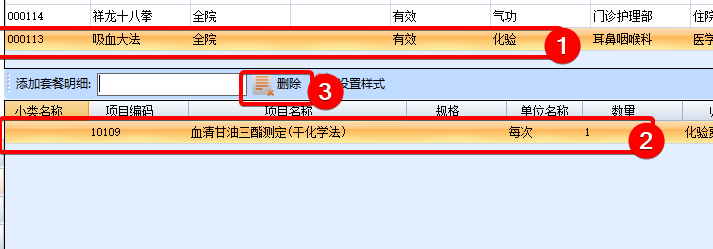 000114 祥龙十八掌 全院 有效 气功 门诊护理部 住院
000113 吸血大法 全院 有效 化验 耳鼻咽喉科 医学
1
添加套餐明细: 删除 设置样式
3
小类名称 项目编码 项目名称 规格 单位名称 数量
10109 血清甘油三酯测定(干化学法) 每次 1 化验费
2